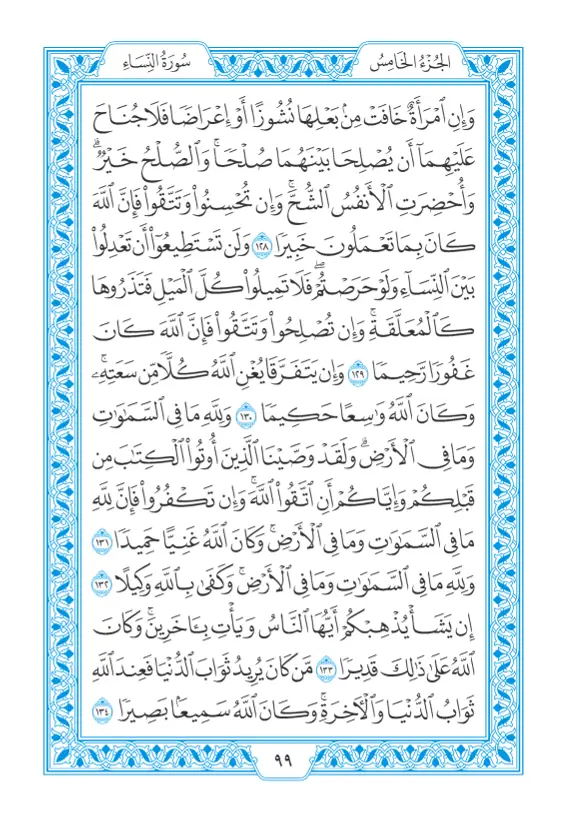 الجُزْءُ الخَامِسُ
سُورَةُ النِّسَاءِ
وَإِنِ ٱمْرَأَةٌ خَافَتْ مِنۢ بَعْلِهَا نُشُوزًا أَوْ إِعْرَاضًا فَلَا جُنَاحَ
عَلَيْهِمَآ أَن يُصْلِحَا بَيْنَهُمَا صُلْحًا ۚ وَٱلصُّلْحُ خَيْرٌ ۗ
وَأُحْضِرَتِ ٱلْأَنفُسُ ٱلشُّحَّ ۚ وَإِن تُحْسِنُوا۟ وَتَتَّقُوا۟ فَإِنَّ ٱللَّهَ
كَانَ بِمَا تَعْمَلُونَ خَبِيرًا ١٢٨ وَلَن تَسْتَطِيعُوٓا۟ أَن تَعْدِلُوا۟
بَيْنَ ٱلنِّسَآءِ وَلَوْ حَرَصْتُمْ ۖ فَلَا تَمِيلُوا۟ كُلَّ ٱلْمَيْلِ فَتَذَرُوهَا
كَٱلْمُعَلَّقَةِ ۚ وَإِن تُصْلِحُوا۟ وَتَتَّقُوا۟ فَإِنَّ ٱللَّهَ كَانَ
غَفُورًا رَّحِيمًا ١٢٩ وَإِن يَتَفَرَّقَا يُغْنِ ٱللَّهُ كُلًّا مِّن سَعَتِهِۦ ۚ
وَكَانَ ٱللَّهُ وَٰسِعًا حَكِيمًا ١٣٠ وَلِلَّهِ مَا فِى ٱلسَّمَٰوَٰتِ
وَمَا فِى ٱلْأَرْضِ ۗ وَلَقَدْ وَصَّيْنَا ٱلَّذِينَ أُوتُوا۟ ٱلْكِتَٰبَ مِن
قَبْلِكُمْ وَإِيَّاكُمْ أَنِ ٱتَّقُوا۟ ٱللَّهَ ۚ وَإِن تَكْفُرُوا۟ فَإِنَّ لِلَّهِ
مَا فِى ٱلسَّمَٰوَٰتِ وَمَا فِى ٱلْأَرْضِ ۚ وَكَانَ ٱللَّهُ غَنِيًّا حَمِيدًا ١٣١
وَلِلَّهِ مَا فِى ٱلسَّمَٰوَٰتِ وَمَا فِى ٱلْأَرْضِ ۚ وَكَفَىٰ بِٱللَّهِ وَكِيلًا ١٣٢
إِن يَشَأْ يُذْهِبْكُمْ أَيُّهَا ٱلنَّاسُ وَيَأْتِ بِـَٔاخَرِينَ ۚ وَكَانَ
ٱللَّهُ عَلَىٰ ذَٰلِكَ قَدِيرًا ١٣٣ مَّن كَانَ يُرِيدُ ثَوَابَ ٱلدُّنْيَا فَعِندَ ٱللَّهِ
ثَوَابُ ٱلدُّنْيَا وَٱلْـَٔاخِرَةِ ۚ وَكَانَ ٱللَّهُ سَمِيعًۢا بَصِيرًا ١٣٤
٩٩